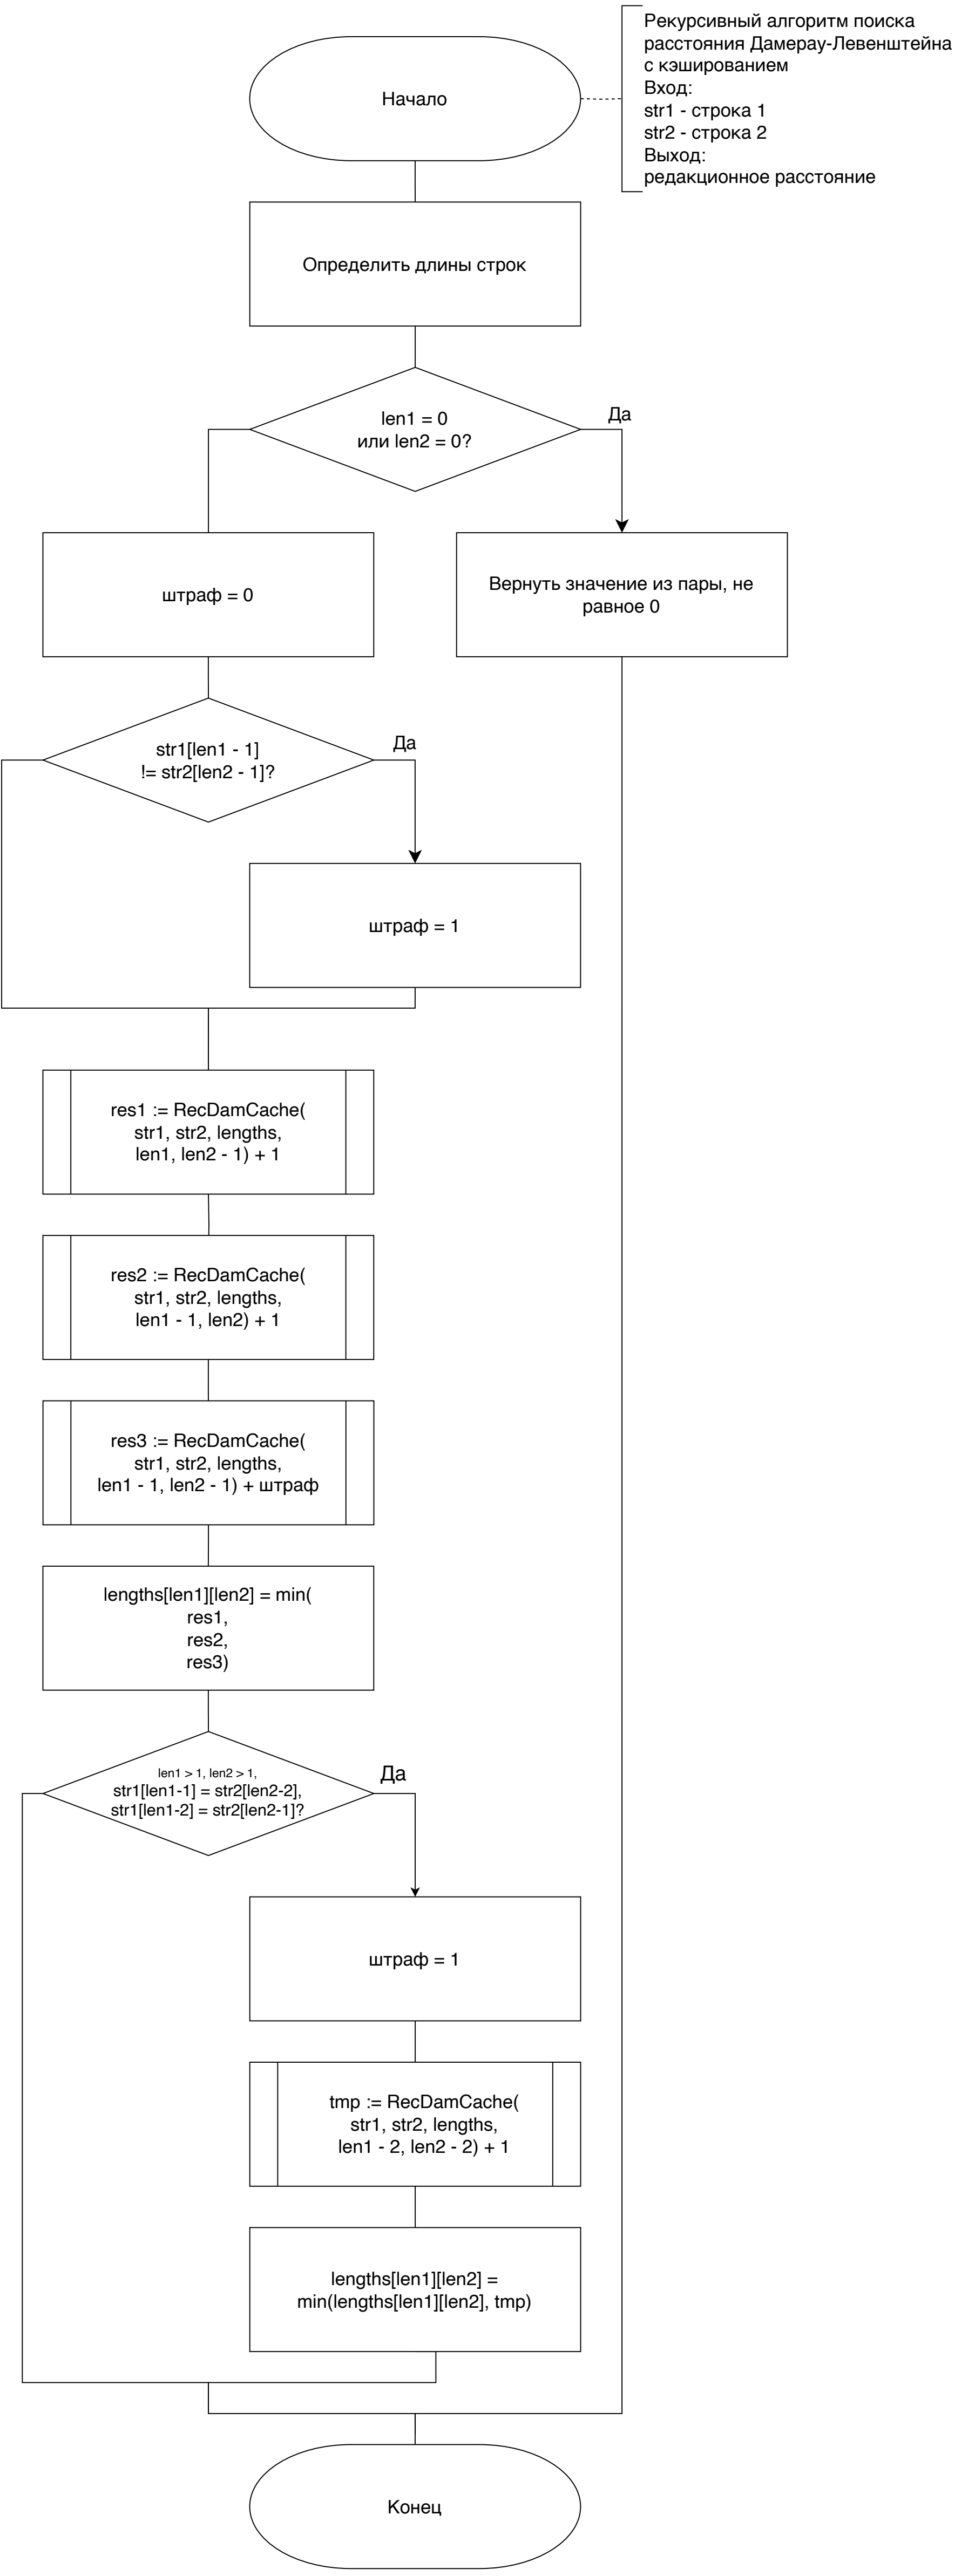 Рекурсивный алгоритм поиска
расстояния Дамерау-Левенштейна
с кэшированием
Вход:
str1 - строка 1
str2 - строка 2
Выход:
редакционное расстояние
Начало
Определить длины строк
len1 = 0
или len2 = 0?
Да
штраф = 0
Вернуть значение из пары, не
равное 0
str1[len1 - 1]
!= str2[len2 - 1]?
Да
штраф = 1
res1 := RecDamCache(
str1, str2, lengths,
len1, len2 - 1) + 1
res2 := RecDamCache(
str1, str2, lengths,
len1 - 1, len2) + 1
res3 := RecDamCache(
str1, str2, lengths,
len1 - 1, len2 - 1) + штраф
lengths[len1][len2] = min(
res1,
res2,
res3)
len1 > 1, len2 > 1,
str1[len1-1] = str2[len2-2],
str1[len1-2] = str2[len2-1]?
Да
штраф = 1
tmp := RecDamCache(
str1, str2, lengths,
len1 - 2, len2 - 2) + 1
lengths[len1][len2] =
min(lengths[len1][len2], tmp)
Конец